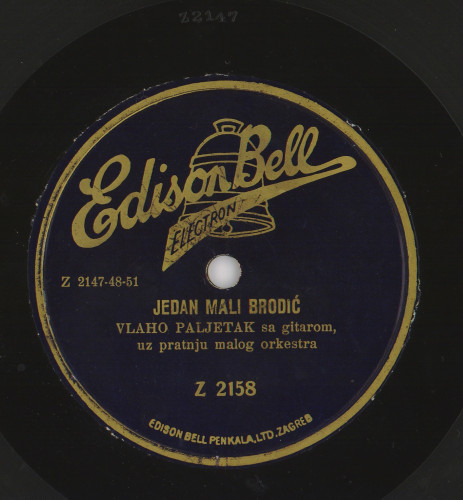 Z2147
Edison Bell
ELECTRON
Z 2147-48-51
JEDAN MALI BRODIĆ
VLAHO PALJETAK sa gitarom,
uz pratnju malog orkestra
Z 2158
EDISON BELL PENKALA, LTD. ZAGREB